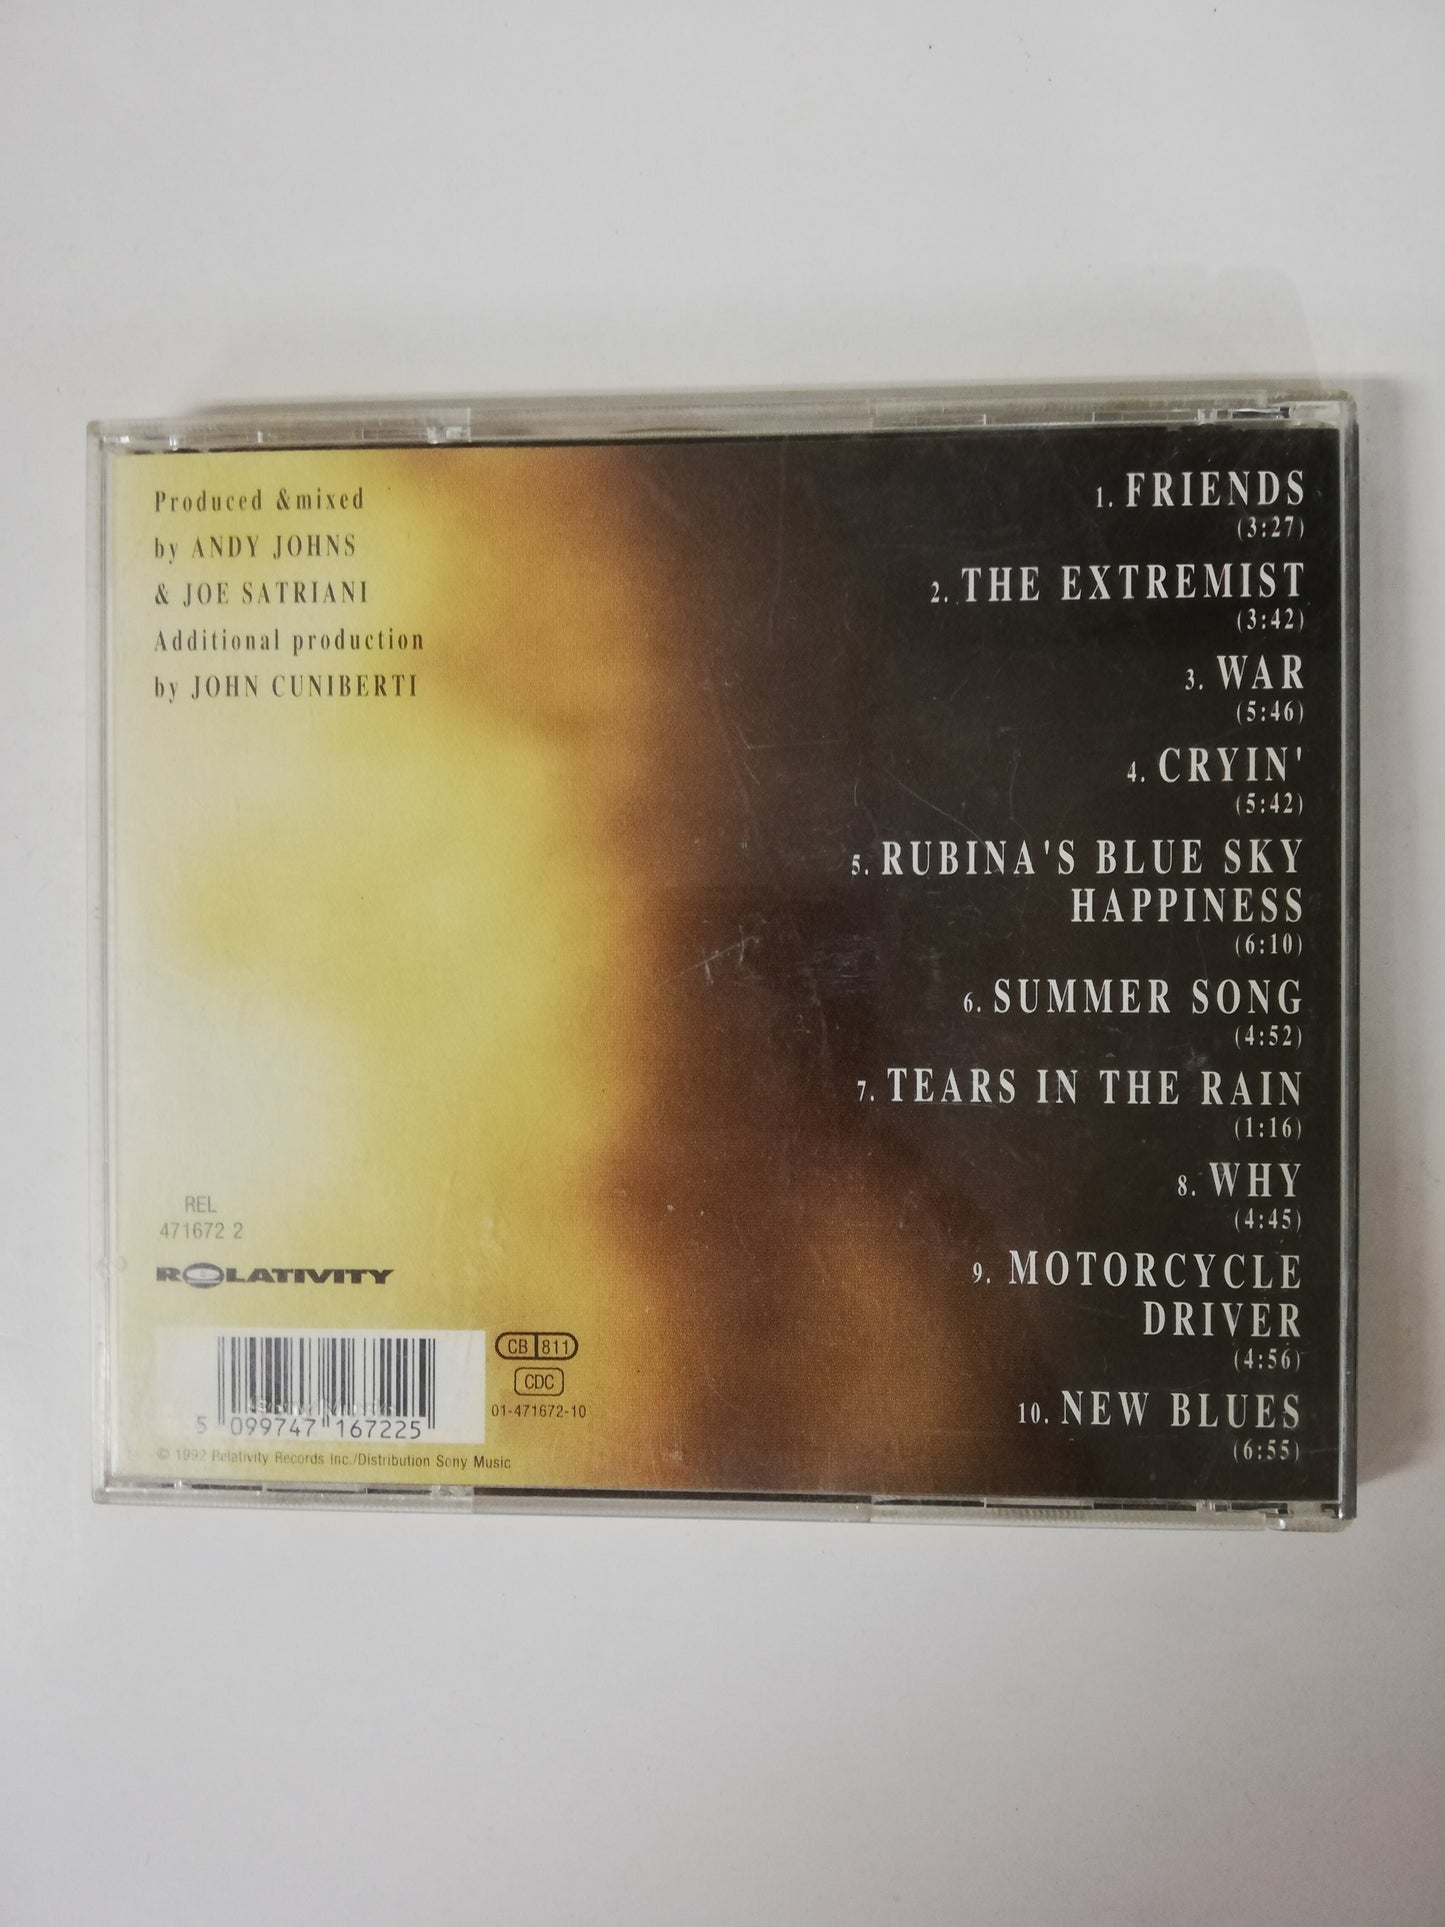 Produced &mixed
by ANDY JOHNS
& JOE SATRIANI
Additional production
by JOHN CUNIBERTI
1. FRIENDS
(3:27)
2. THE EXTREMIST
(3:42)
3. WAR
(5:46)
4. CRYIN'
(5:42)
5. RUBINA'S BLUE SKY
HAPPINESS
(6:10)
6. SUMMER SONG
(4:52)
7. TEARS IN THE RAIN
(1:16)
8. WHY
(4:45)
9. MOTORCYCLE
DRIVER
(4:56)
10. NEW BLUES
(6:55)
REL
471672 2
RELATIVITY
CB 811
CDC
01-471672-10
5 099747 167225
© 1992 Relativity Records Inc./Distribution Sony Music